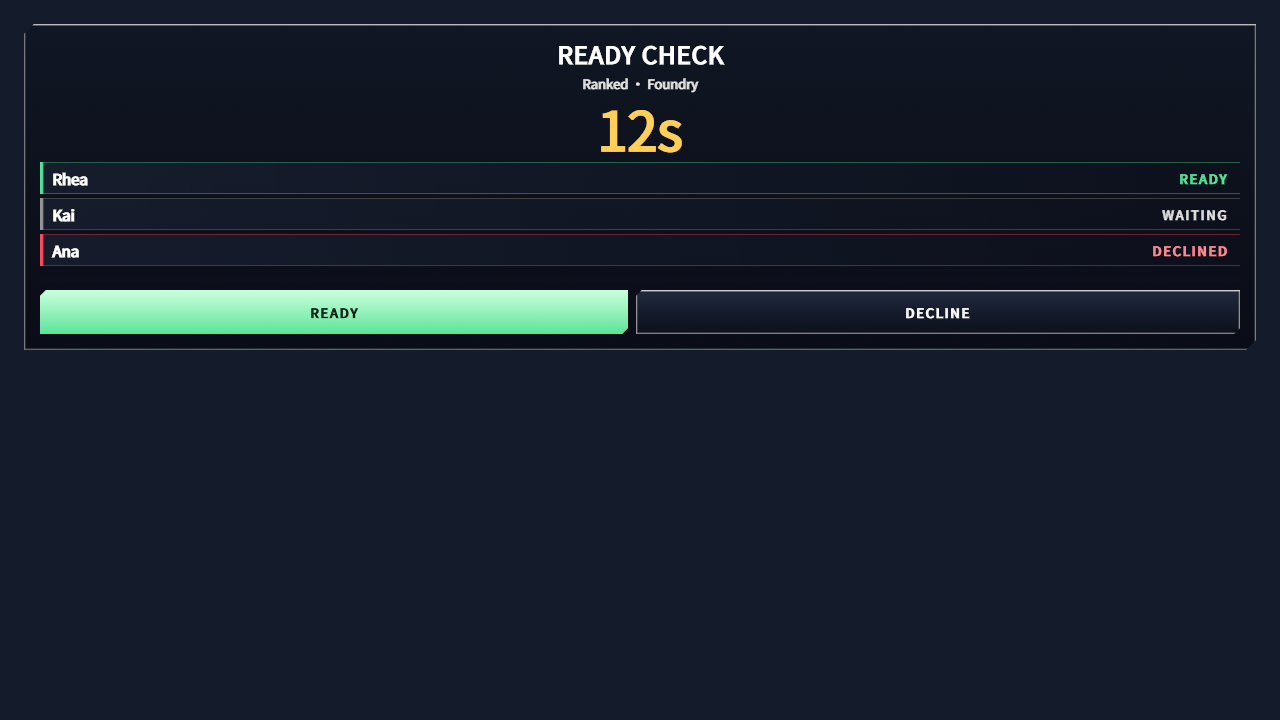 READY CHECK
Ranked • Foundry
12s
Rhea READY
Kai WAITING
Ana DECLINED
READY DECLINE